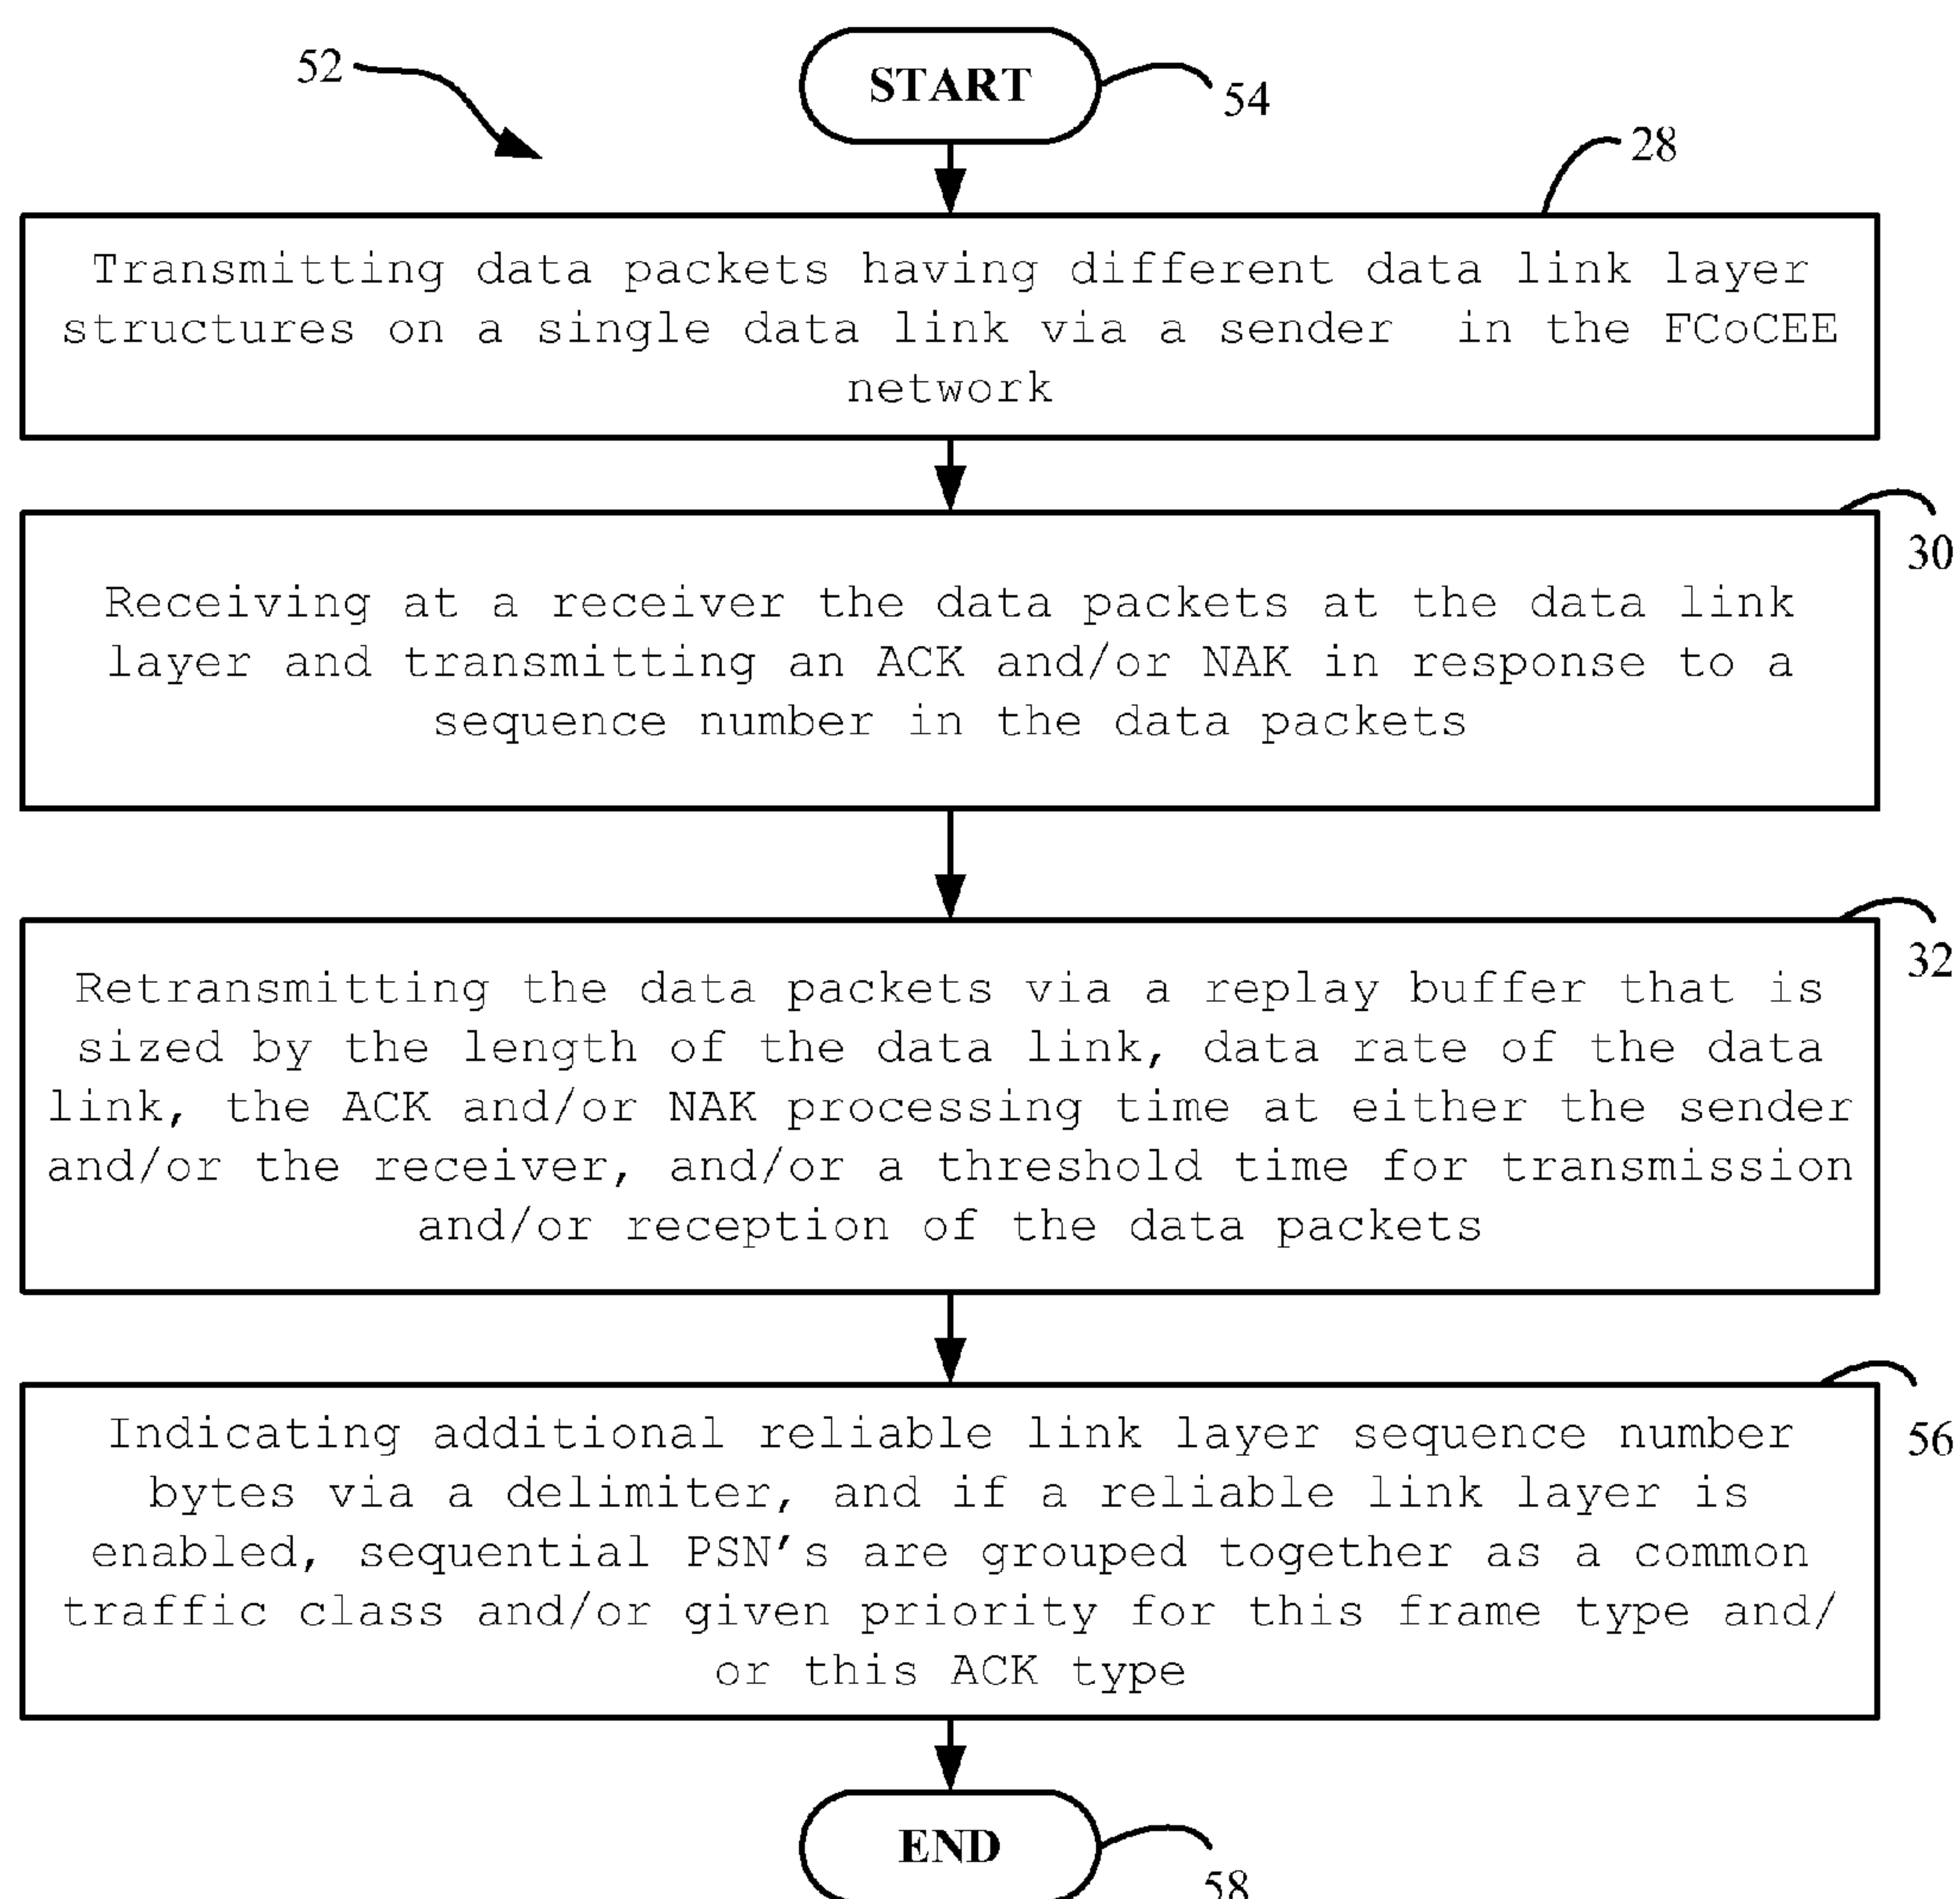 52
START
54
28
Transmitting data packets having different data link layer
structures on a single data link via a sender in the FCoCEE
network
30
Receiving at a receiver the data packets at the data link
layer and transmitting an ACK and/or NAK in response to a
sequence number in the data packets
32
Retransmitting the data packets via a replay buffer that is
sized by the length of the data link, data rate of the data
link, the ACK and/or NAK processing time at either the sender
and/or the receiver, and/or a threshold time for transmission
and/or reception of the data packets
56
Indicating additional reliable link layer sequence number
bytes via a delimiter, and if a reliable link layer is
enabled, sequential PSN's are grouped together as a common
traffic class and/or given priority for this frame type and/
or this ACK type
END
58